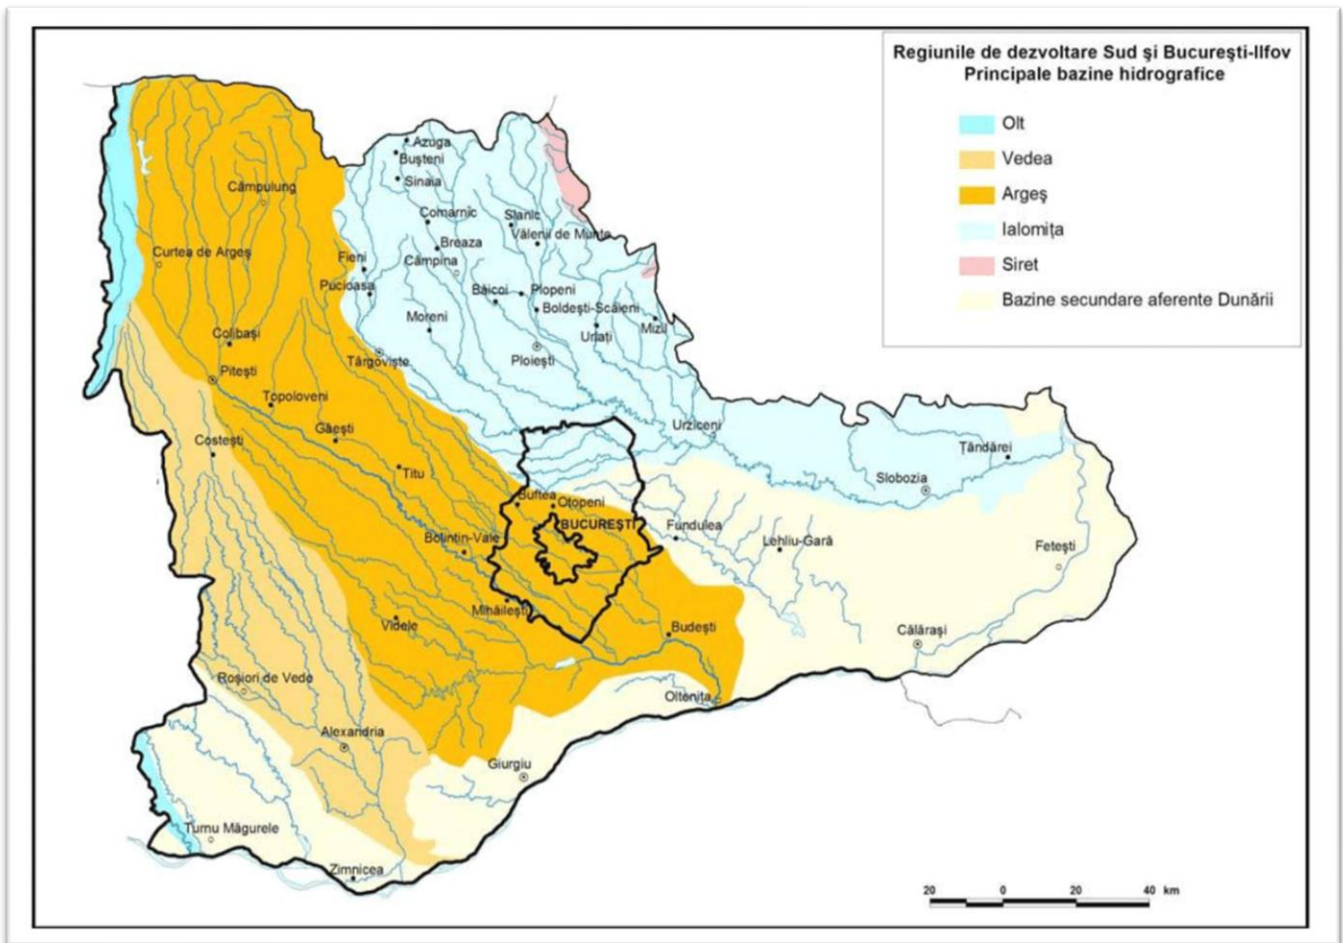 Regiunile de dezvoltare Sud şi Bucureşti-Ilfov
Principale bazine hidrografice
Olt
Vedea
Argeş
Ialomiţa
Siret
Bazine secundare aferente Dunării
Azuga
Buşteni
Sinaia
Câmpulung
Comarnic
Slanic
Vălenii de Munte
Breaza
Curtea de Argeş
Fieni
Câmpina
Pucioasa
Băicoi
Plopeni
Boldeşti-Scăieni
Moreni
Mizil
Urlaţi
Colibaşi
Târgovişte
Ploieşti
Piteşti
Topoloveni
Găeşti
Urziceni
Costeşti
Ţăndărei
Titu
Slobozia
Buftea
Otopeni
BUCUREŞTI
Fundulea
Bolintin-Vale
Lehliu-Gară
Feteşti
Mihăileşti
Videle
Budeşti
Călăraşi
Roşiori de Vede
Olteniţa
Alexandria
Giurgiu
Turnu Măgurele
Zimnicea
20 0 20 40 km